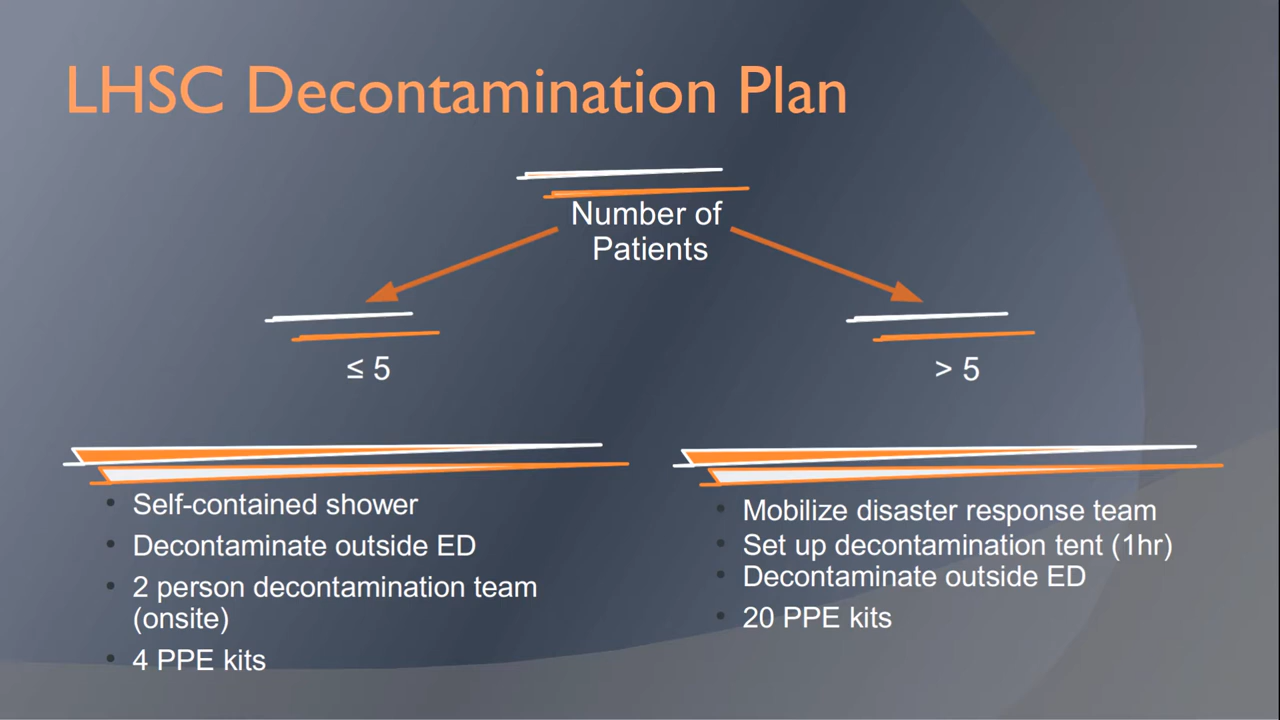 LHSC Decontamination Plan
Number of
Patients
≤ 5
> 5
• Self-contained shower
• Decontaminate outside ED
• 2 person decontamination team
(onsite)
• 4 PPE kits
• Mobilize disaster response team
• Set up decontamination tent (1hr)
• Decontaminate outside ED
• 20 PPE kits